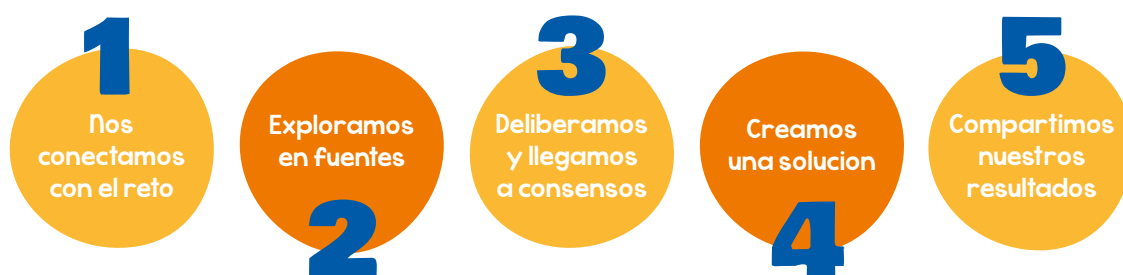 1
Nos
conectamos
con el reto
2
Exploramos
en fuentes
3
Deliberamos
y llegamos
a consensos
4
Creamos
una solucion
5
Compartimos
nuestros
resultados